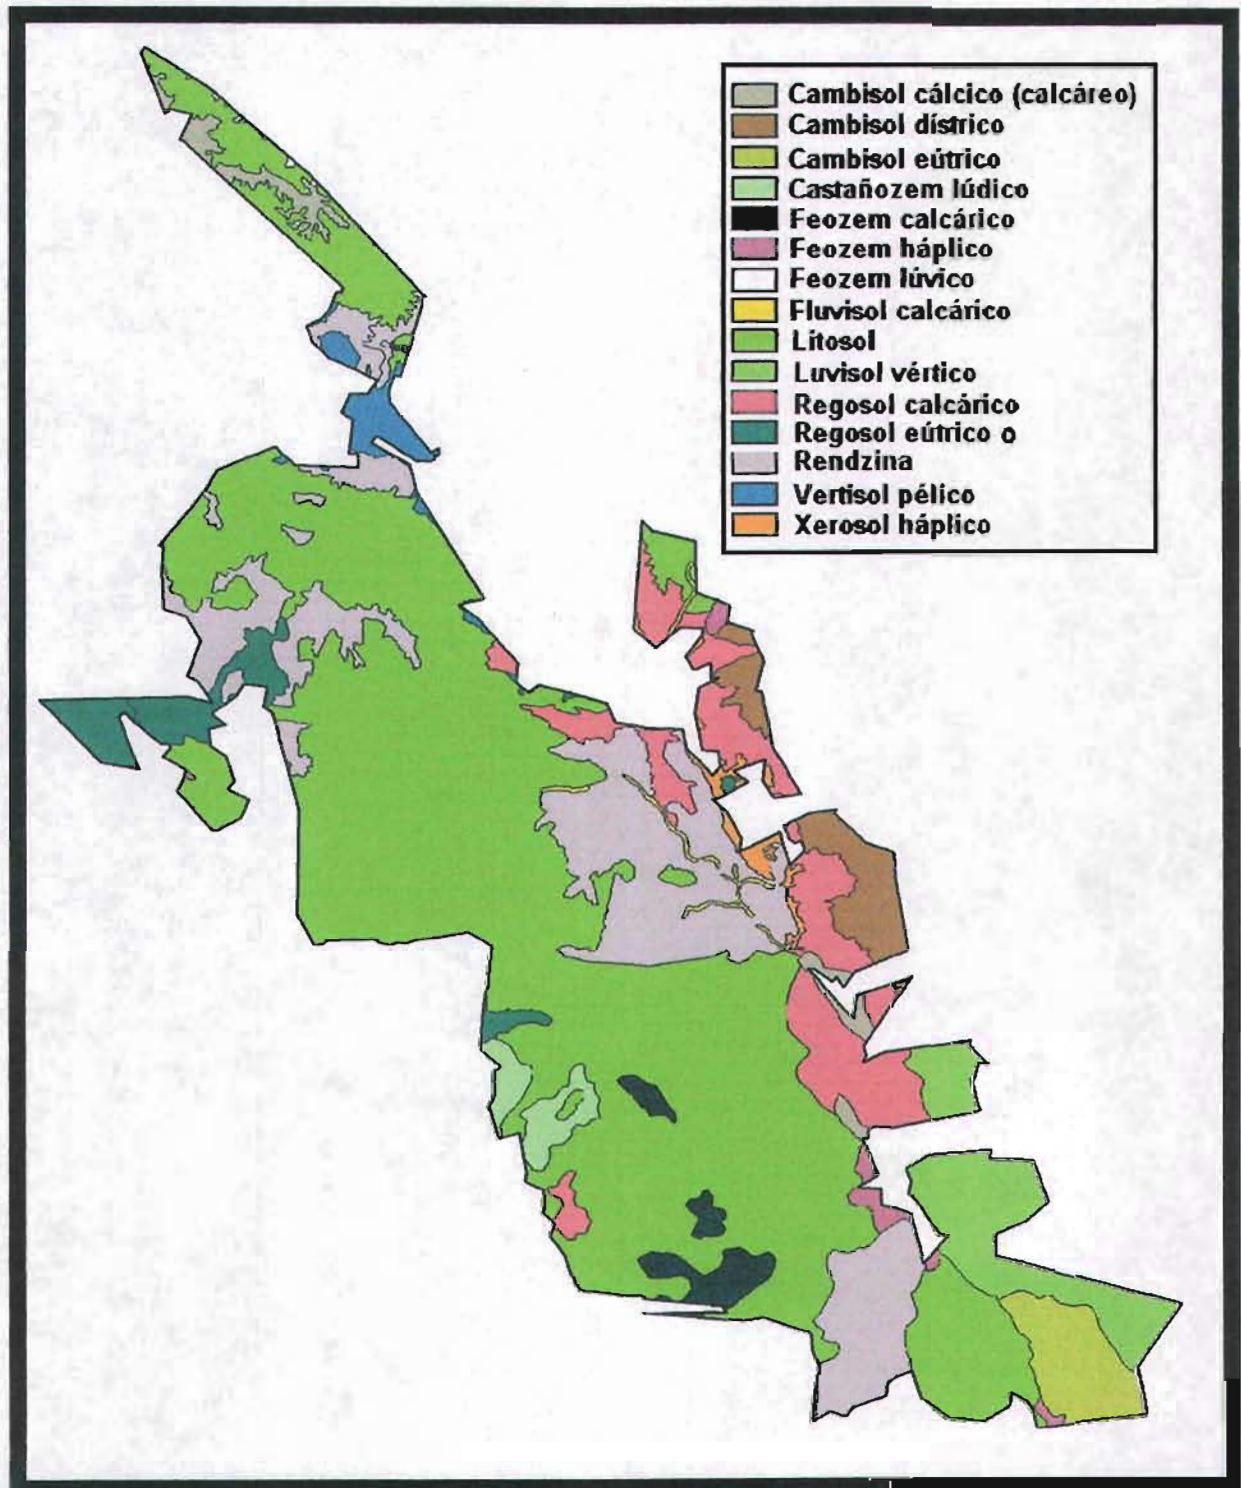 Cambisol cálcico (calcáreo)
Cambisol dístrico
Cambisol eútrico
Castañozem lúdico
Feozem calcárico
Feozem háplico
Feozem lúvico
Fluvisol calcárico
Litosol
Luvisol vértico
Regosol calcárico
Regosol eútrico o
Rendzina
Vertisol pélico
Xerosol háplico